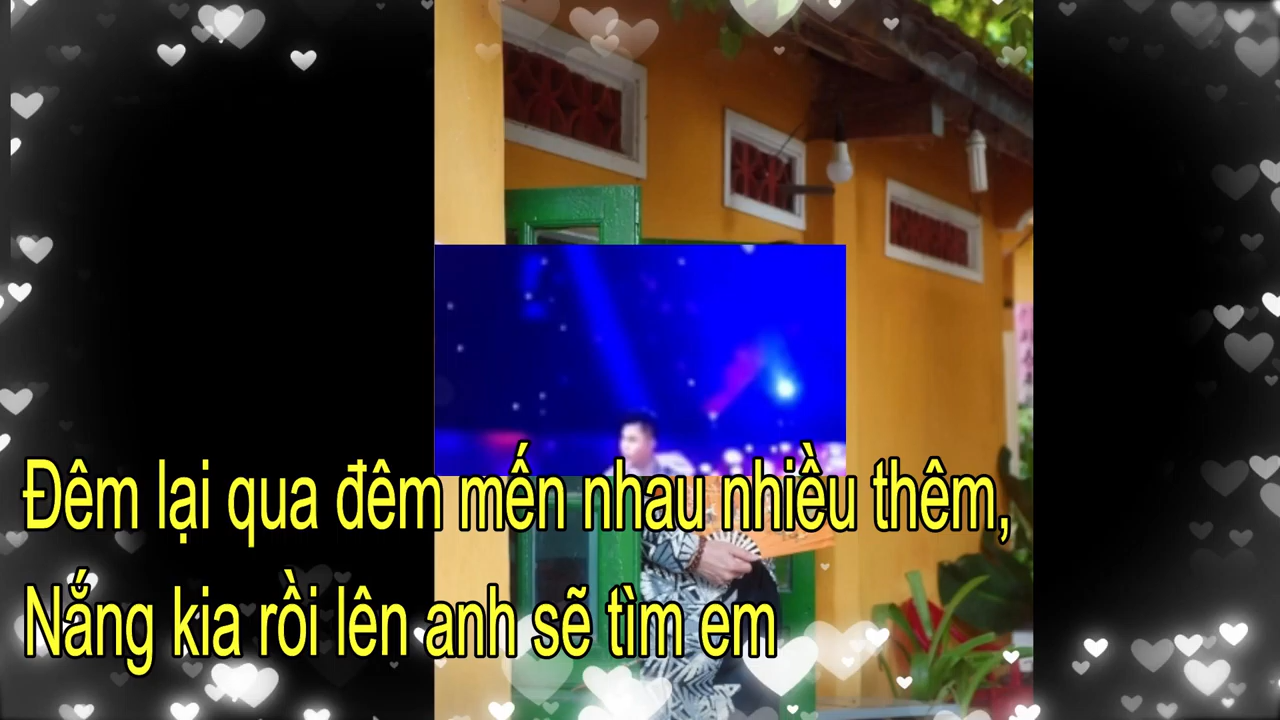 Đêm lại qua đêm mến nhau nhiều thêm,
Nắng kia rồi lên anh sẽ tìm em